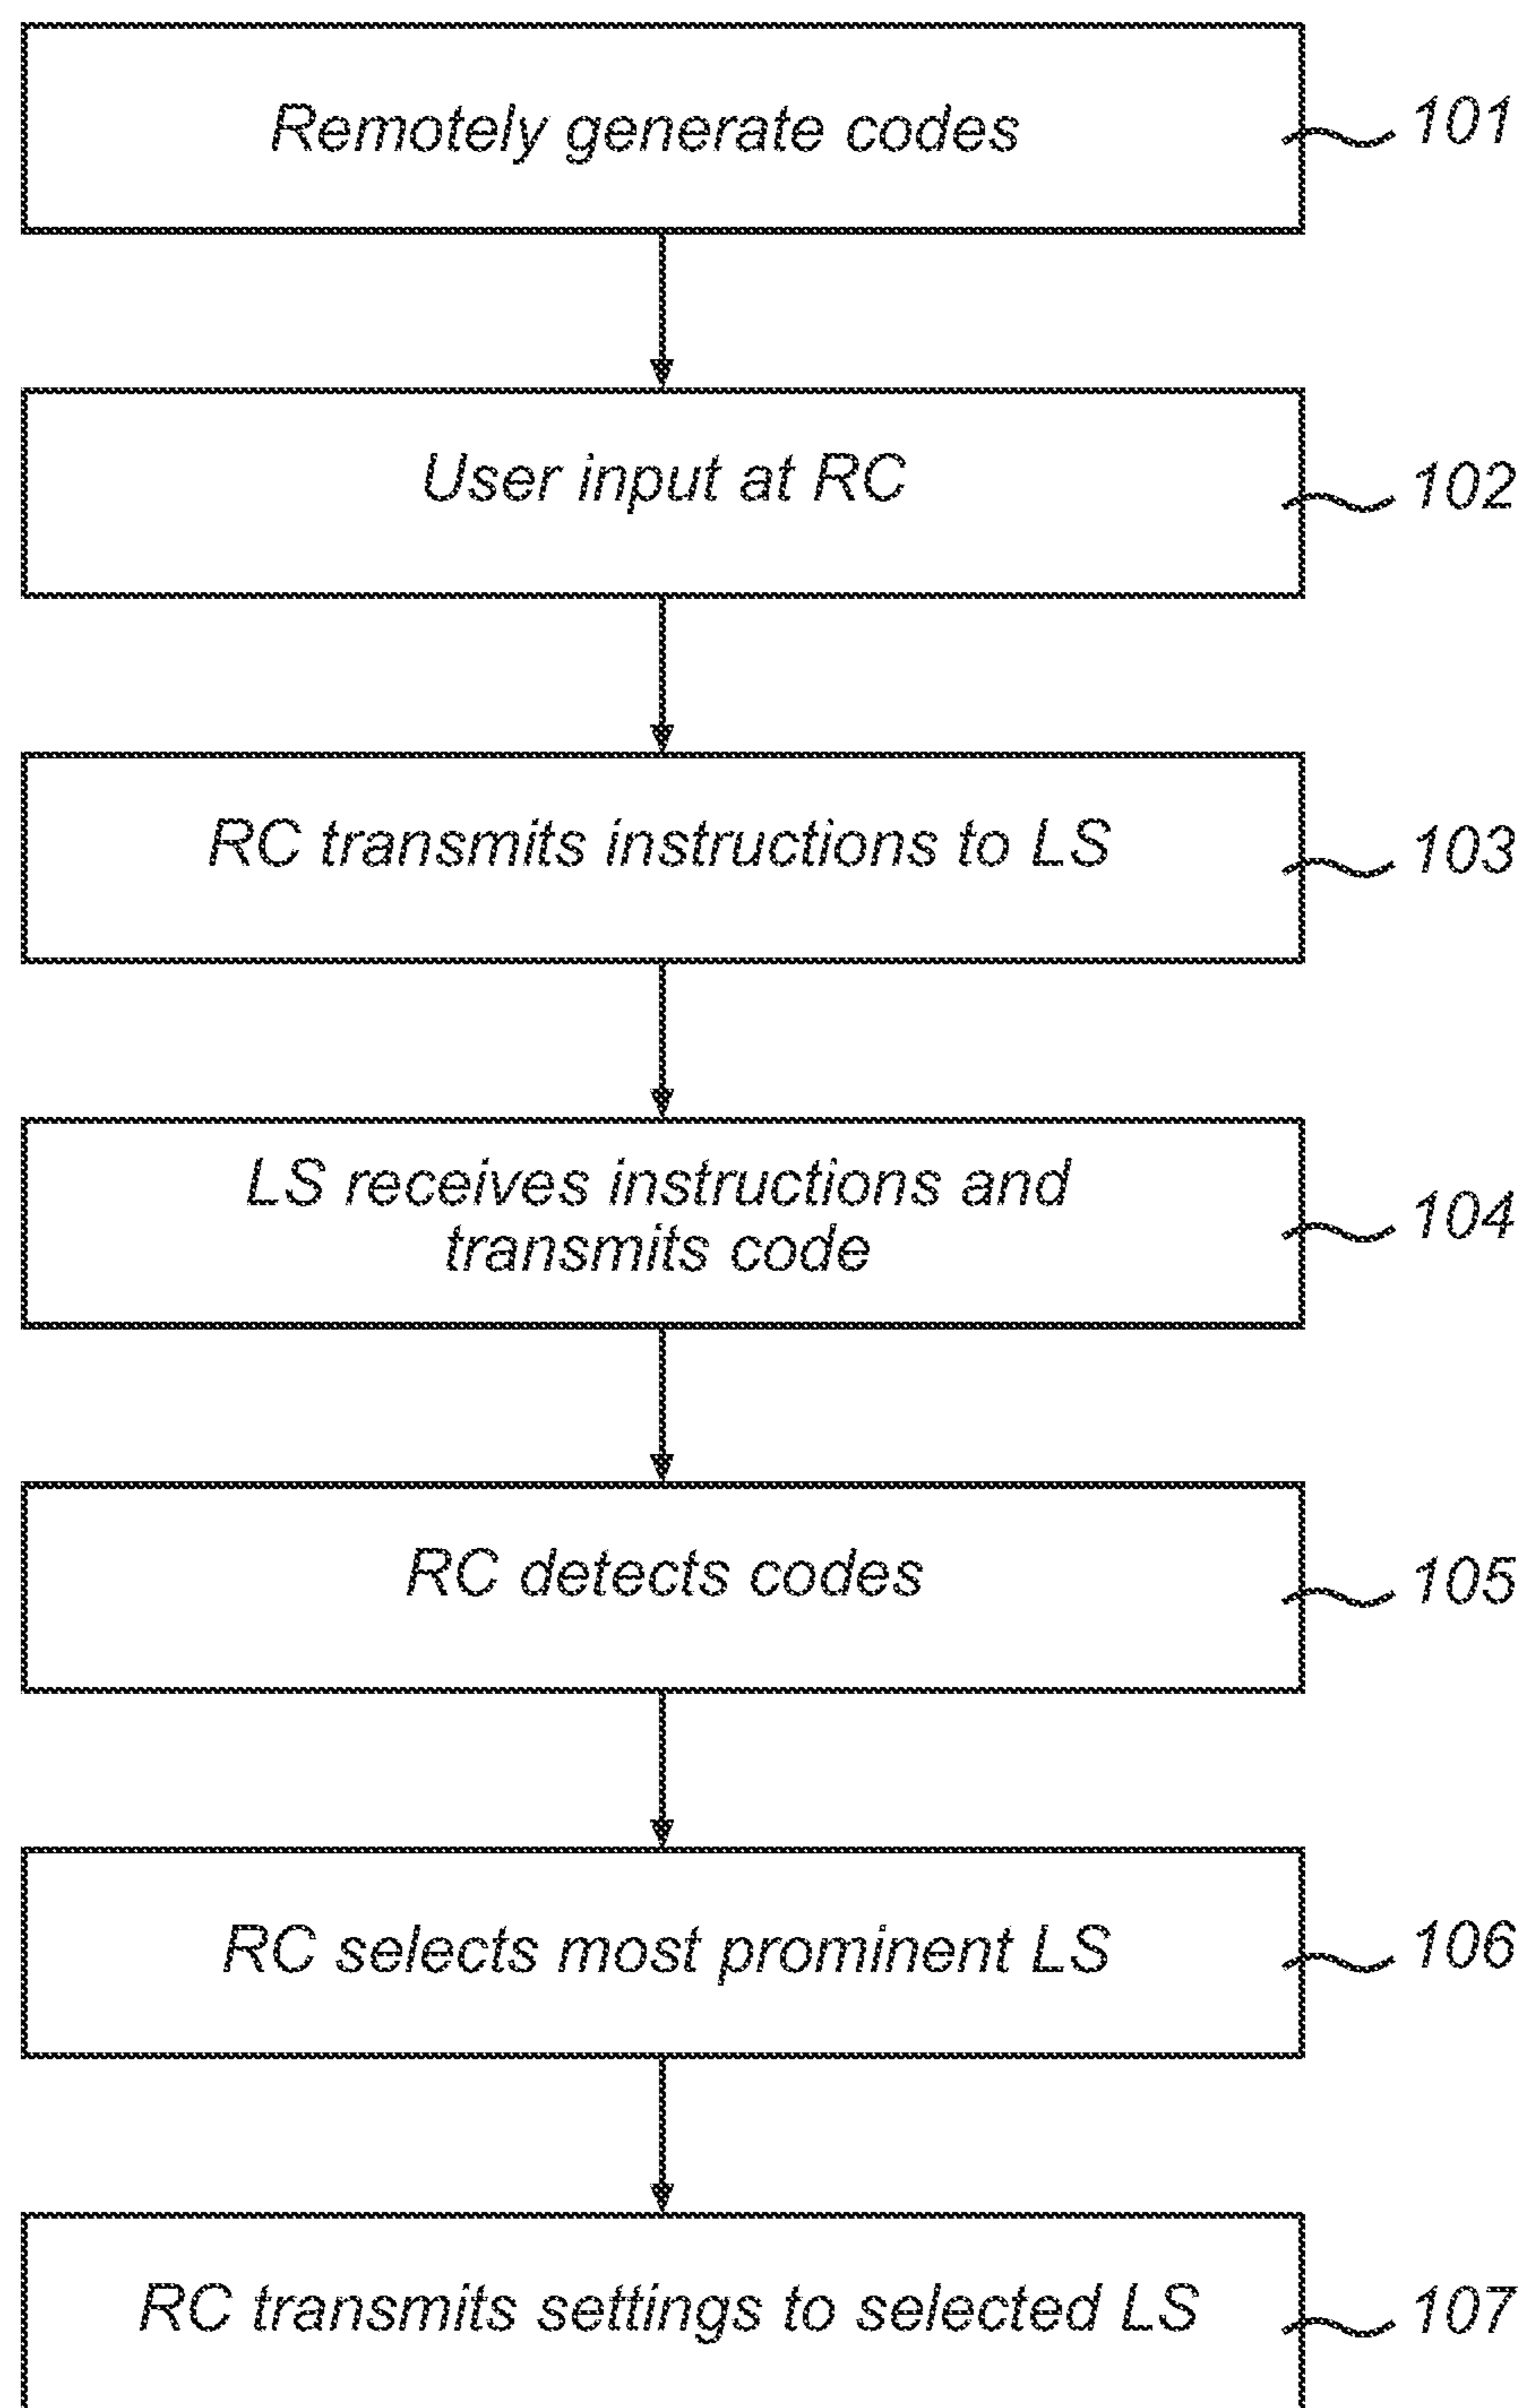 Remotely generate codes
101
User input at RC
102
RC transmits instructions to LS
103
LS receives instructions and
transmits code
104
RC detects codes
105
RC selects most prominent LS
106
RC transmits settings to selected LS
107